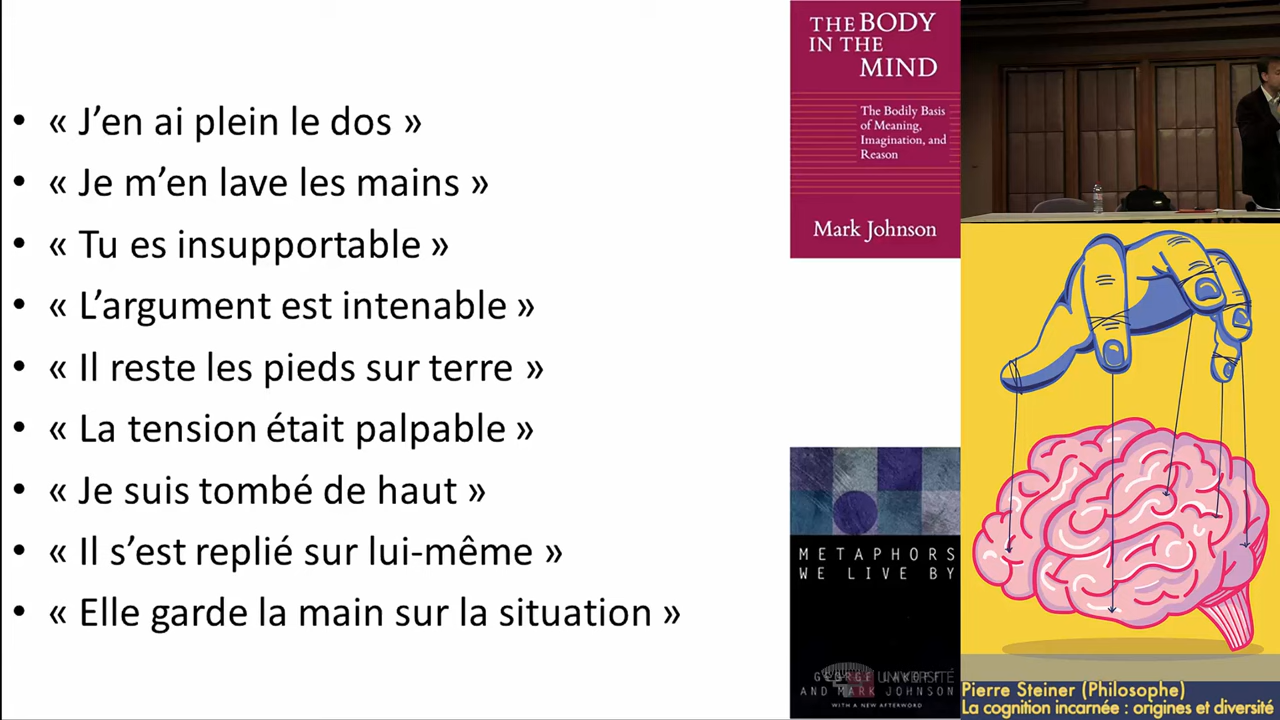 • « J’en ai plein le dos »
• « Je m’en lave les mains »
• « Tu es insupportable »
• « L’argument est intenable »
• « Il reste les pieds sur terre »
• « La tension était palpable »
• « Je suis tombé de haut »
• « Il s’est replié sur lui-même »
• « Elle garde la main sur la situation »
THE BODY
IN THE
MIND
The Bodily Basis
of Meaning,
Imagination, and
Reason
Mark Johnson
METAPHORS
WE LIVE BY
GEORGE LAKOFF
AND MARK JOHNSON
WITH A NEW AFTERWORD
UNIVERSITÉ
Pierre Steiner (Philosophe)
La cognition incarnée : origines et diversité